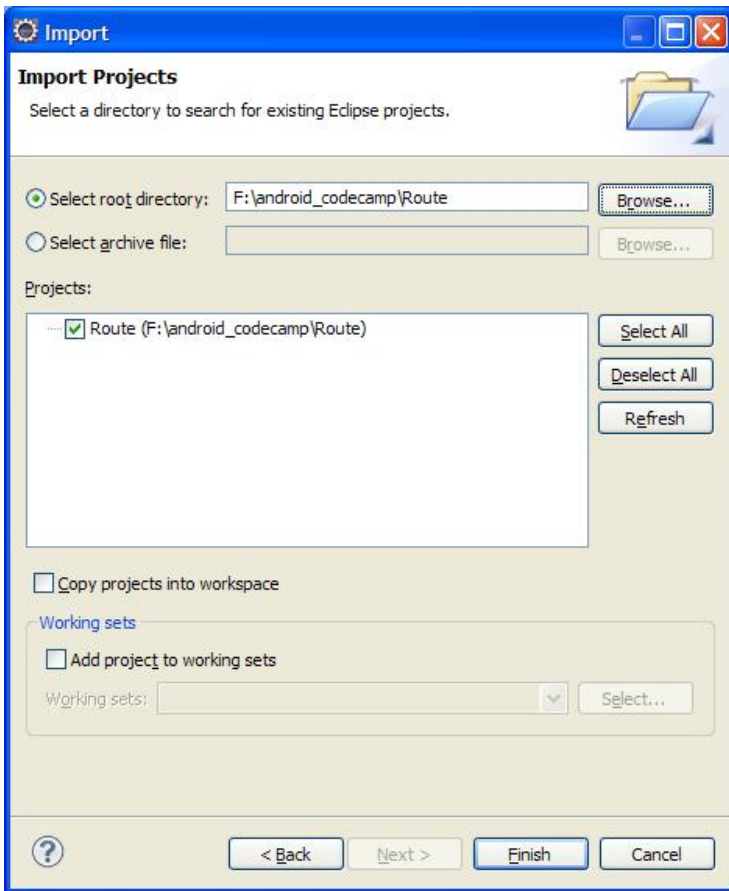 Import
Import Projects
Select a directory to search for existing Eclipse projects.
Select root directory: F:\android_codecamp\Route Browse...
Select archive file: Browse...
Projects:
Route (F:\android_codecamp\Route) Select All
Deselect All
Refresh
Copy projects into workspace
Working sets
Add project to working sets
Working sets: Select...
? < Back Next > Finish Cancel